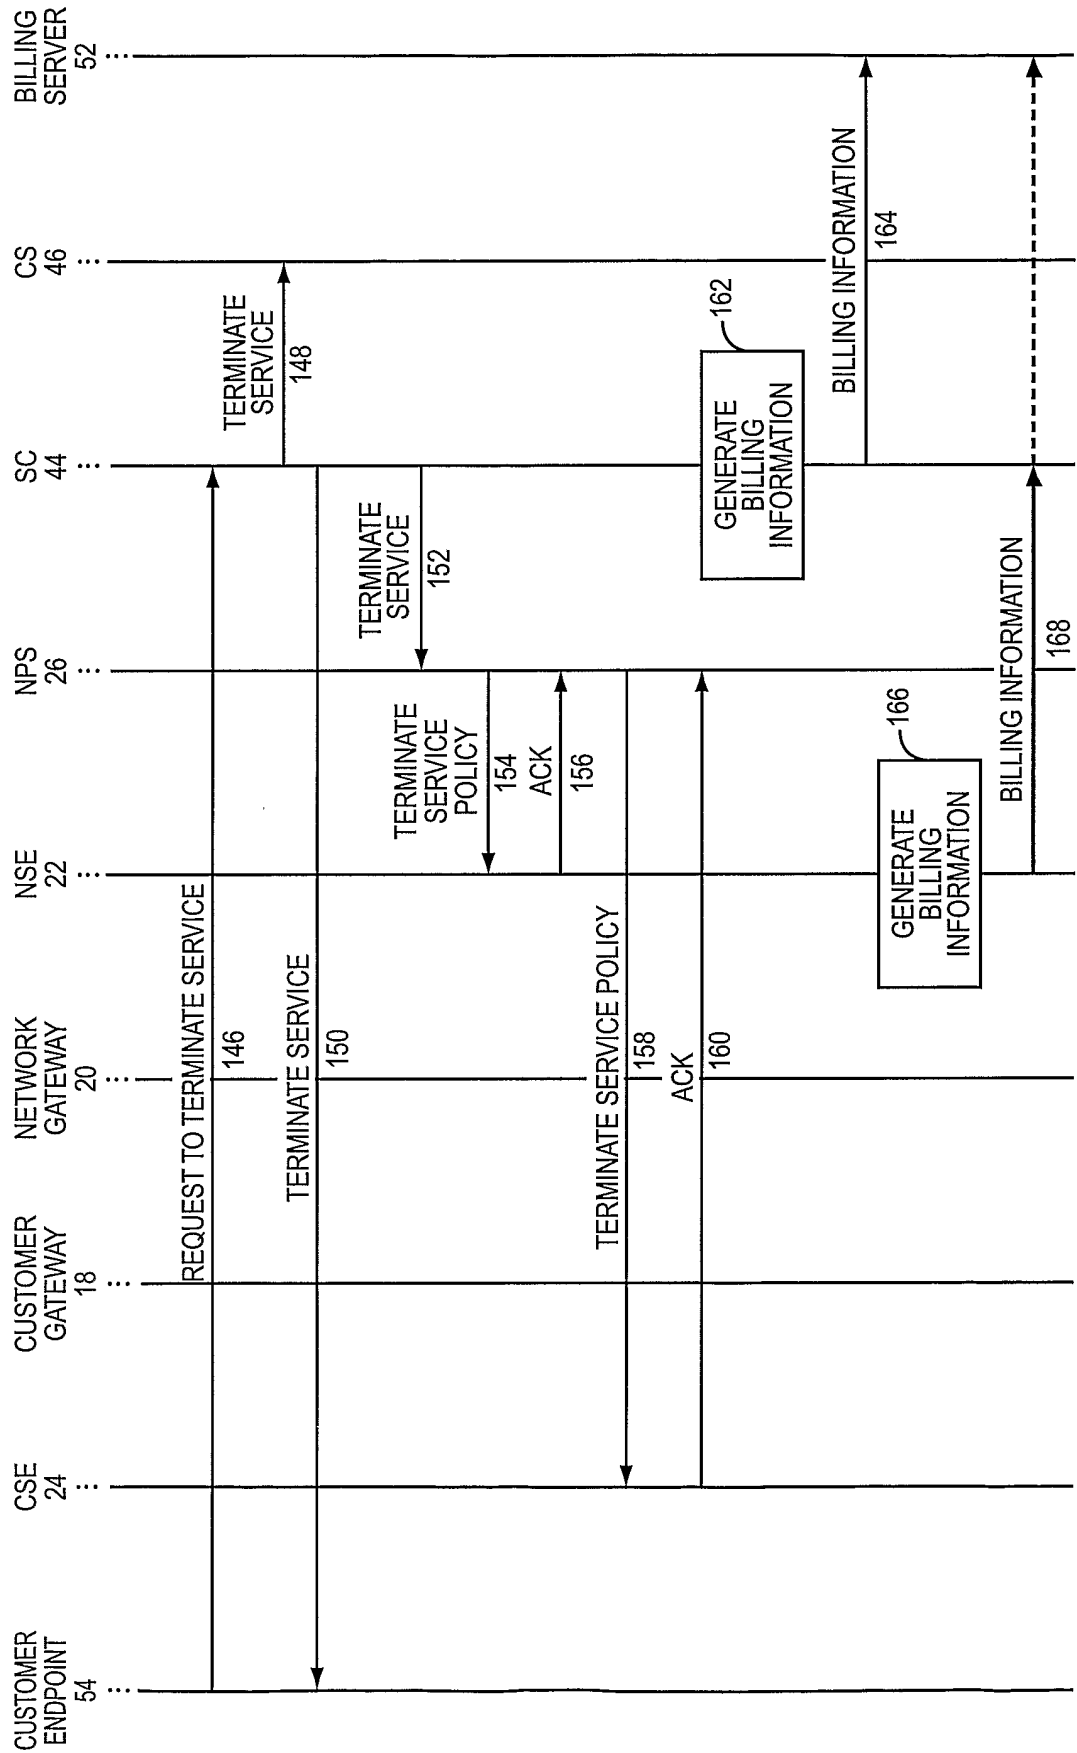 CUSTOMER
ENDPOINT
54 ...
CSE
24 ...
CUSTOMER
GATEWAY
18 ...
NETWORK
GATEWAY
20 ...
NSE
22 ...
NPS
26 ...
SC
44 ...
CS
46 ...
BILLING
SERVER
52 ...
REQUEST TO TERMINATE SERVICE
146
TERMINATE
SERVICE
148
TERMINATE SERVICE
150
TERMINATE
SERVICE
152
TERMINATE
SERVICE
POLICY
154
ACK
156
TERMINATE SERVICE POLICY
158
ACK
160
GENERATE
BILLING
INFORMATION
162
BILLING INFORMATION
164
GENERATE
BILLING
INFORMATION
166
BILLING INFORMATION
168